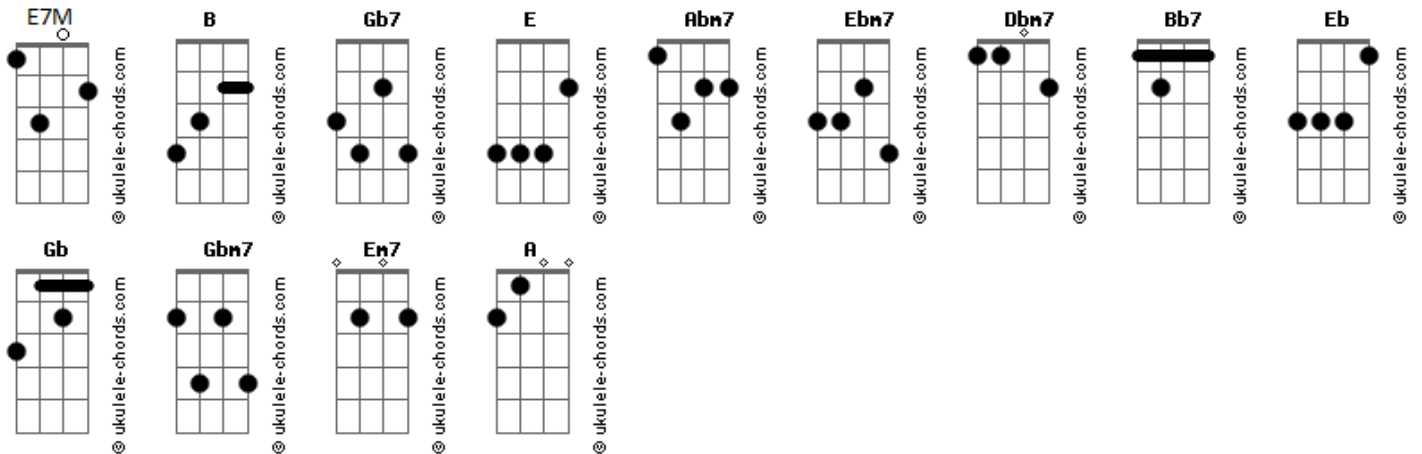 E7M B Gb7 E Abm7 Ebm7 Dbm7 Bb7 Eb
© ukulele-chords.com © ukulele-chords.com © ukulele-chords.com © ukulele-chords.com © ukulele-chords.com © ukulele-chords.com © ukulele-chords.com © ukulele-chords.com © ukulele-chords.com
Gb Gbm7 Em7 A
© ukulele-chords.com © ukulele-chords.com © ukulele-chords.com © ukulele-chords.com